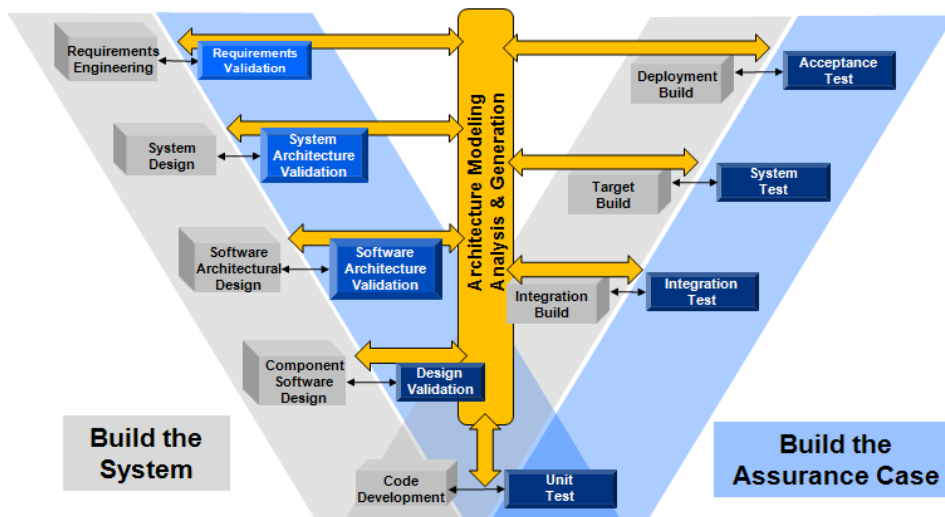 Requirements
Engineering
Requirements
Validation
System
Design
System
Architecture
Validation
Software
Architectural
Design
Software
Architecture
Validation
Component
Software
Design
Design
Validation
Code
Development
Unit
Test
Architecture Modeling
Analysis & Generation
Deployment
Build
Acceptance
Test
Target
Build
System
Test
Integration
Build
Integration
Test
Build the
System
Build the
Assurance Case